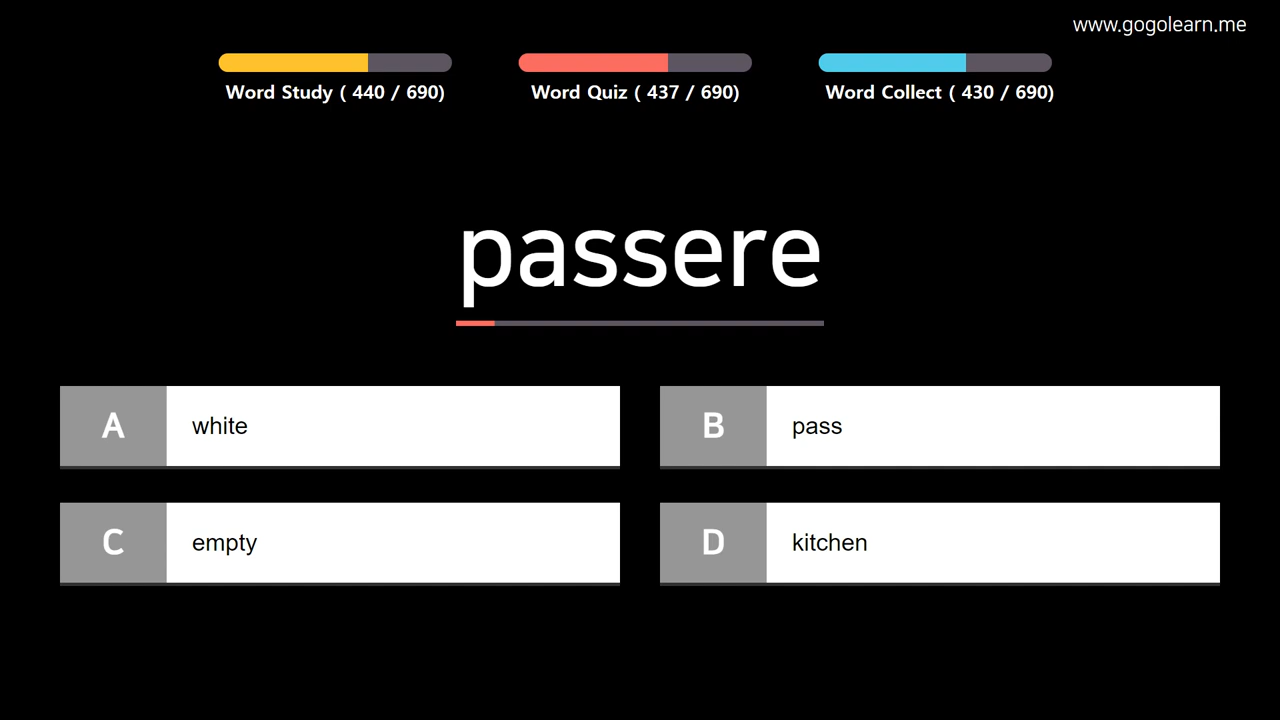 www.gogolearn.me
Word Study ( 440 / 690)
Word Quiz ( 437 / 690)
Word Collect ( 430 / 690)
passere
A white
B pass
C empty
D kitchen